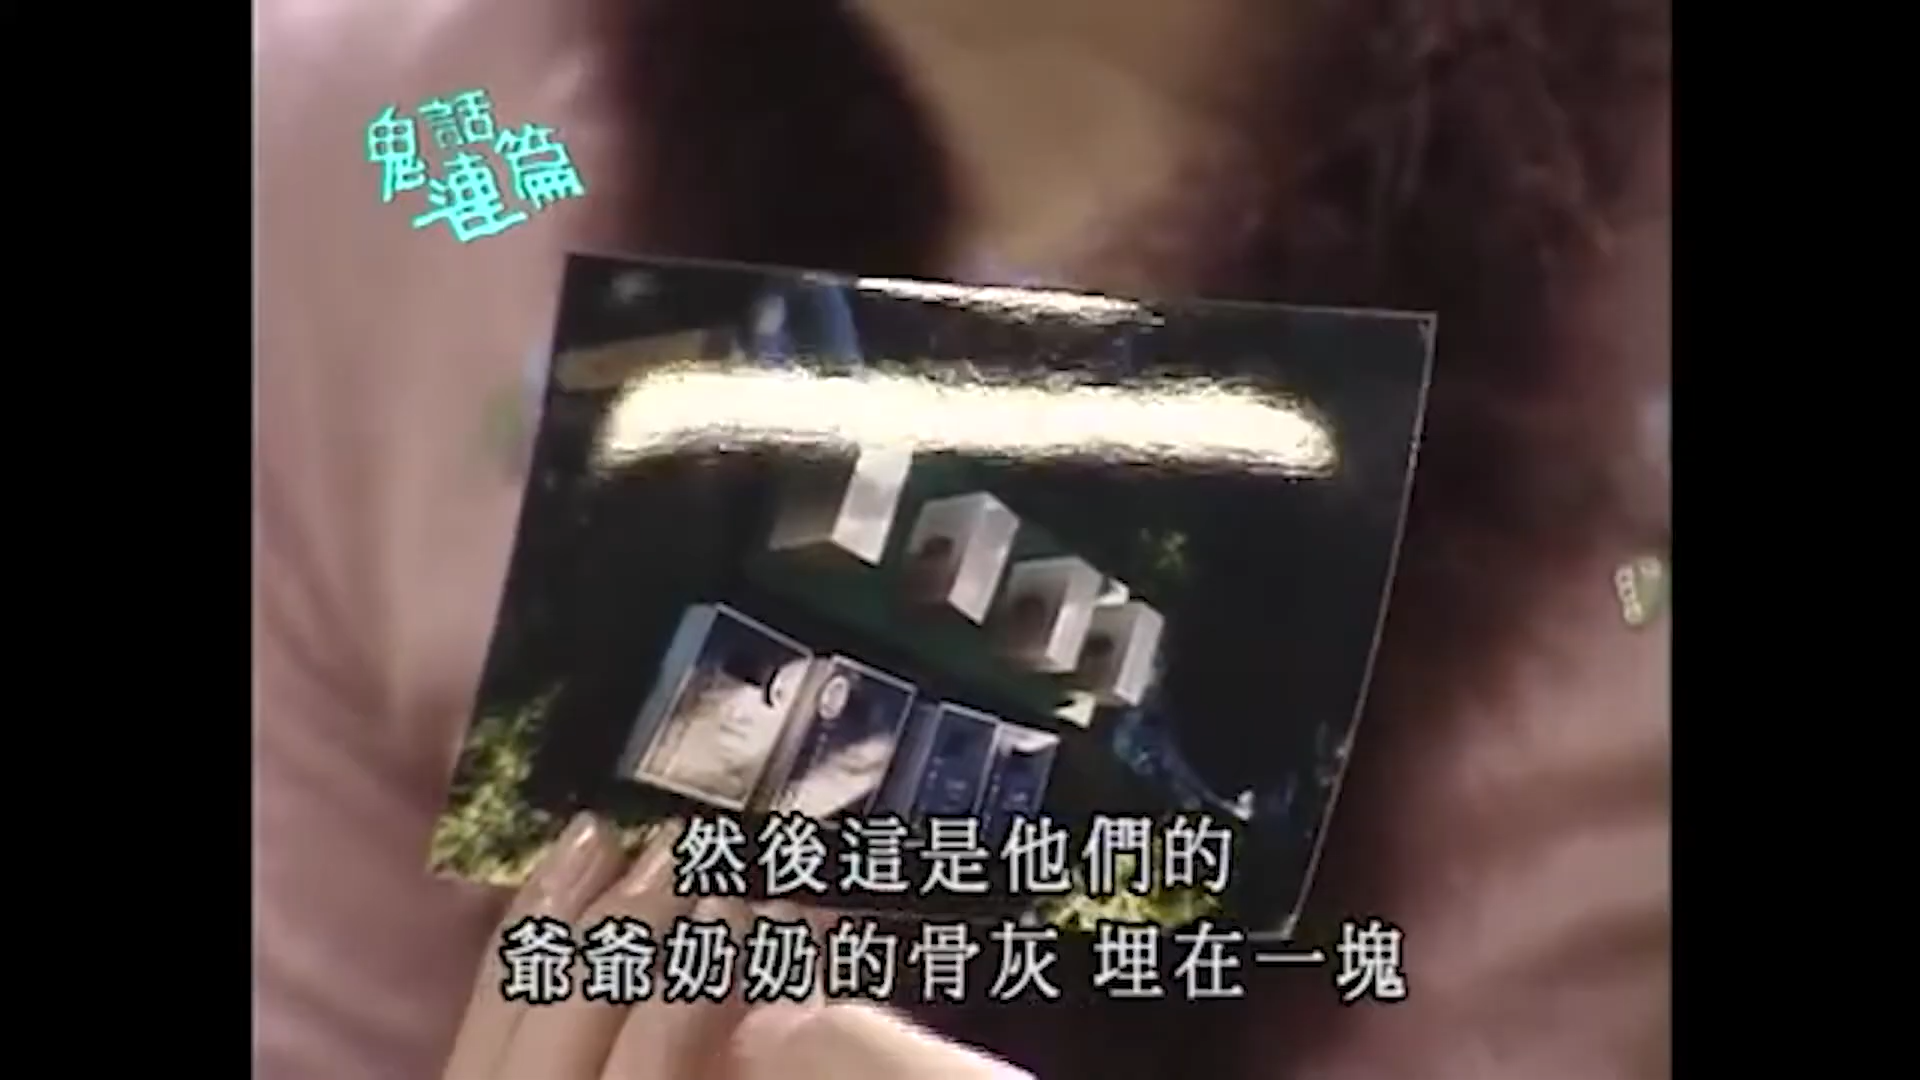 鬼話連篇
然後這是他們的
爺爺奶奶的骨灰 埋在一塊